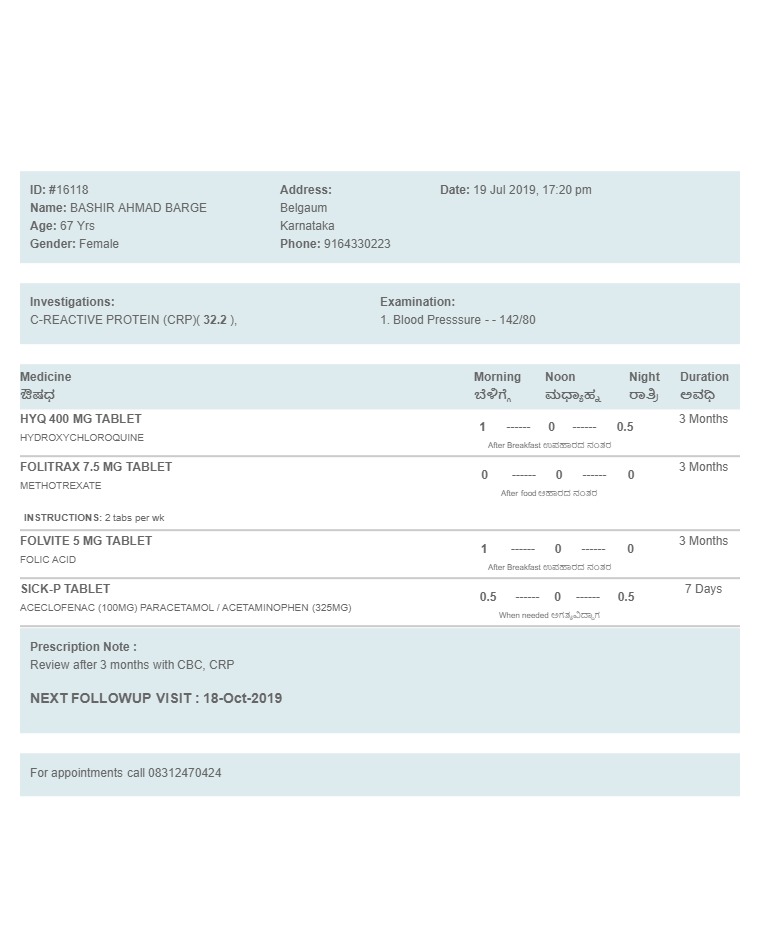 ID: #16118
Name: BASHIR AHMAD BARGE
Age: 67 Yrs
Gender: Female
Address:
Belgaum
Karnataka
Phone: 9164330223
Date: 19 Jul 2019, 17:20 pm
Investigations:
C-REACTIVE PROTEIN (CRP)( 32.2 ),
Examination:
1. Blood Presssure - - 142/80
Medicine Morning Noon Night Duration
ಔಷಧ ಬೆಳಿಗ್ಗೆ ಮಧ್ಯಾಹ್ನ ರಾತ್ರಿ ಅವಧಿ
HYQ 400 MG TABLET 1 ------ 0 ------ 0.5 3 Months
HYDROXYCHLOROQUINE After Breakfast ಉಪಹಾರದ ನಂತರ
FOLITRAX 7.5 MG TABLET 0 ------ 0 ------ 0 3 Months
METHOTREXATE After food ಆಹಾರದ ನಂತರ
INSTRUCTIONS: 2 tabs per wk
FOLVITE 5 MG TABLET 1 ------ 0 ------ 0 3 Months
FOLIC ACID After Breakfast ಉಪಹಾರದ ನಂತರ
SICK-P TABLET 0.5 ------ 0 ------ 0.5 7 Days
ACECLOFENAC (100MG) PARACETAMOL / ACETAMINOPHEN (325MG) When needed
Prescription Note :
Review after 3 months with CBC, CRP
NEXT FOLLOWUP VISIT : 18-Oct-2019
For appointments call 08312470424